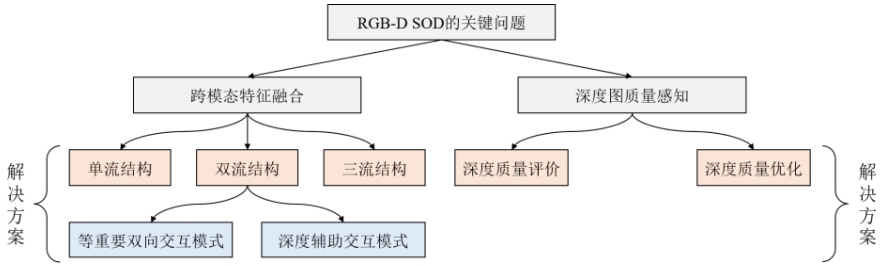 RGB-D SOD的关键问题
跨模态特征融合
深度图质量感知
解决方案
单流结构
双流结构
三流结构
深度质量评价
深度质量优化
解决方案
等重要双向交互模式
深度辅助交互模式